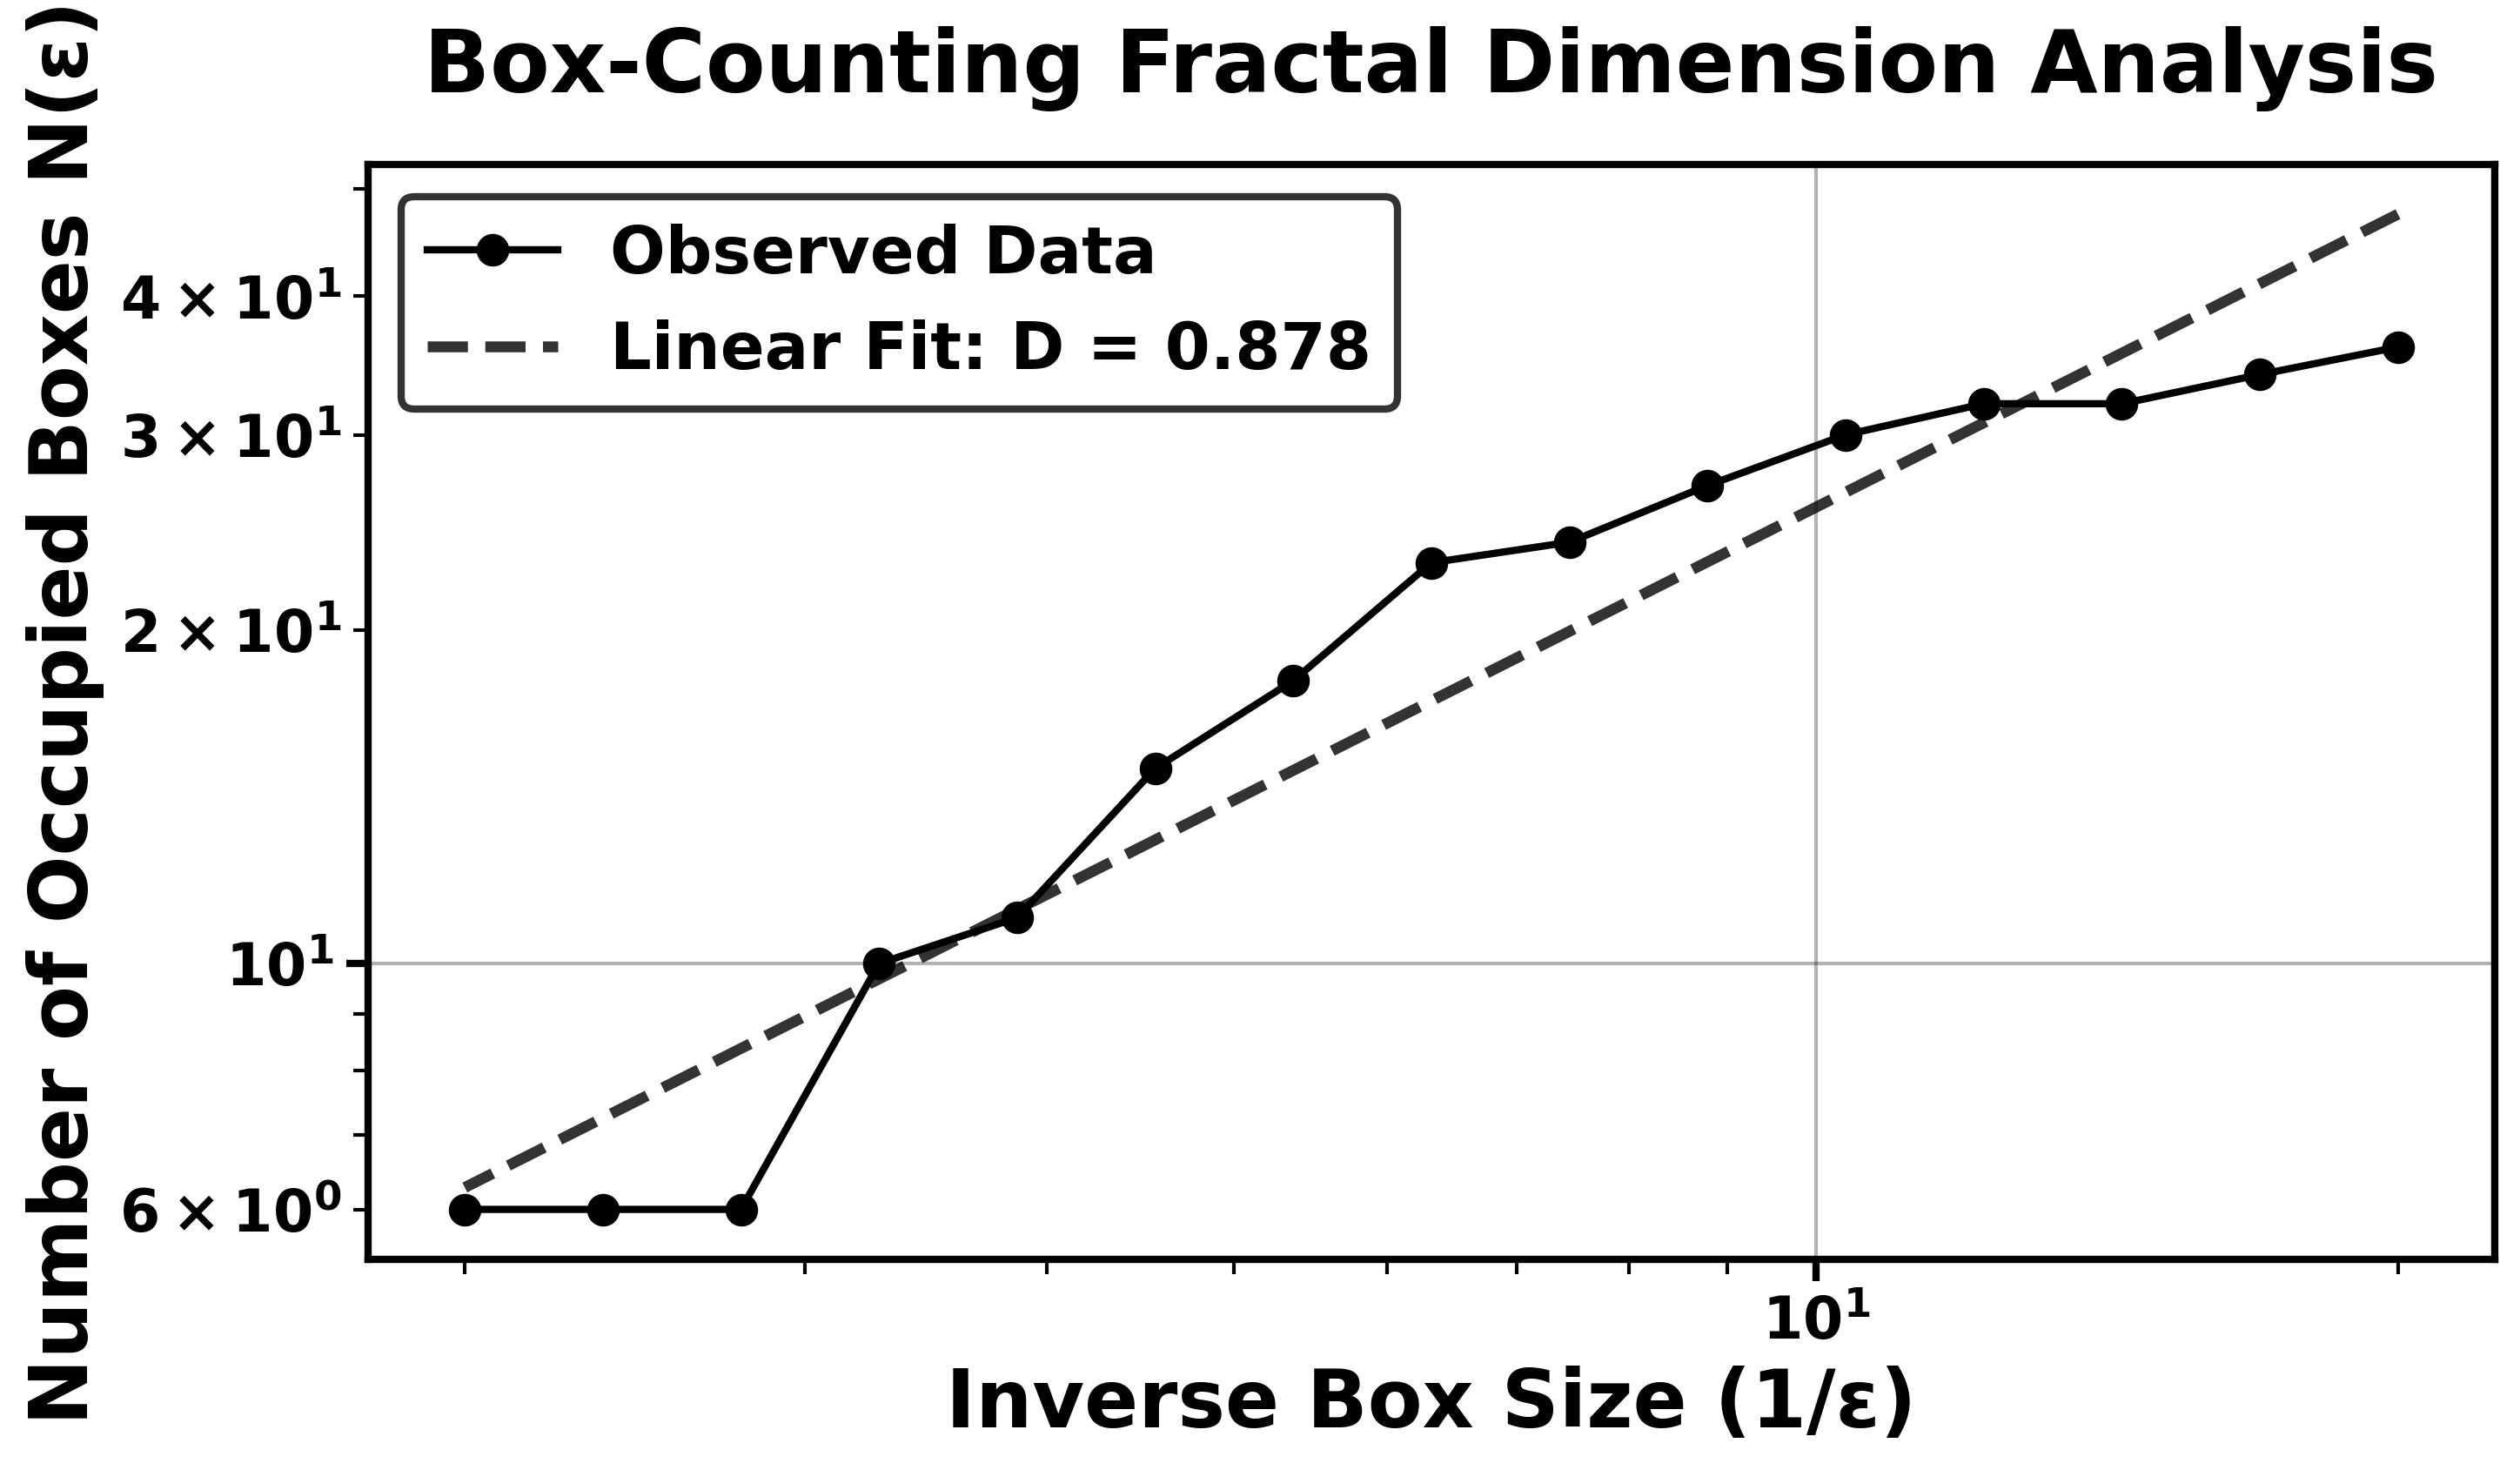 Box-Counting Fractal Dimension Analysis
Number of Occupied Boxes N(ε)
Observed Data
Linear Fit: D = 0.878
4 × 10¹
3 × 10¹
2 × 10¹
10¹
6 × 10⁰
10¹
Inverse Box Size (1/ε)